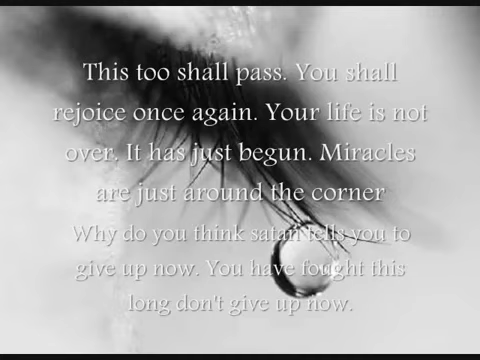 This too shall pass. You shall
rejoice once again. Your life is not
over. It has just begun. Miracles
are just around the corner
Why do you think satan tells you to
give up now. You have fought this
long don't give up now.